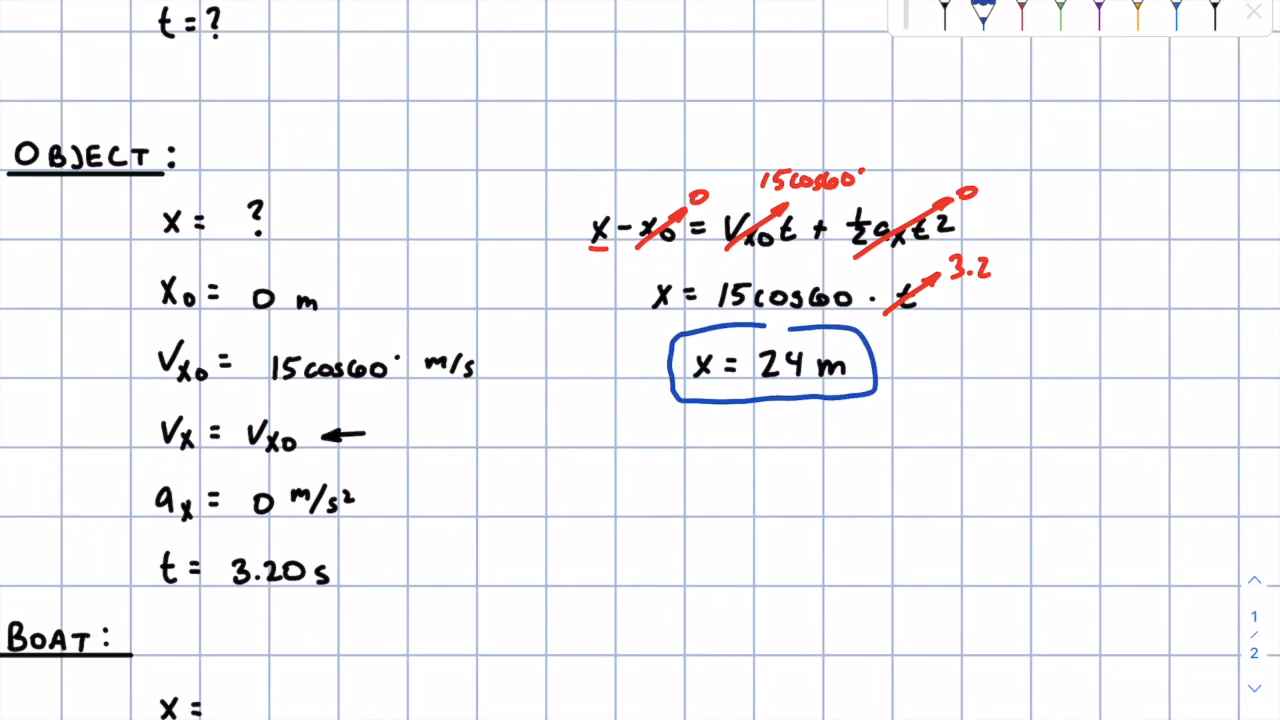 t = ?
OBJECT:
x = ?
x₀ = 0 m
Vx₀ = 15cos60° m/s
Vx = Vx₀ ←
ax = 0 m/s²
t = 3.20 s
BOAT:
x =
0 15cos60° 0
x - x₀ = Vx₀t + ½axt²
3.2
x = 15cos60 · t
x = 24 m
1
/
2